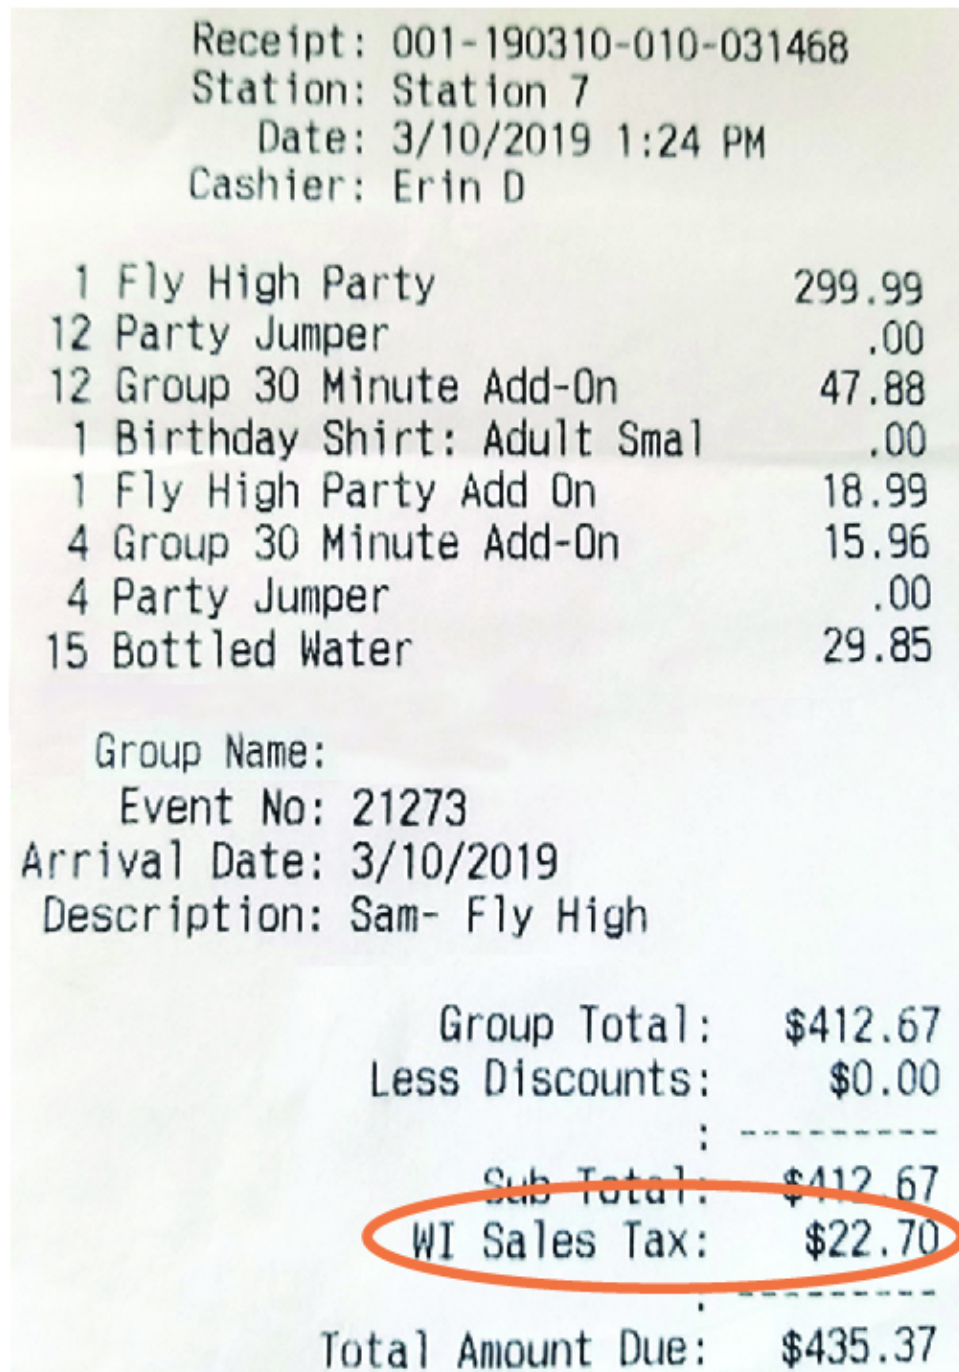 Receipt: 001-190310-010-031468
Station: Station 7
Date: 3/10/2019 1:24 PM
Cashier: Erin D
1 Fly High Party 299.99
12 Party Jumper .00
12 Group 30 Minute Add-On 47.88
1 Birthday Shirt: Adult Smal .00
1 Fly High Party Add On 18.99
4 Group 30 Minute Add-On 15.96
4 Party Jumper .00
15 Bottled Water 29.85
Group Name:
Event No: 21273
Arrival Date: 3/10/2019
Description: Sam- Fly High
Group Total: $412.67
Less Discounts: $0.00
: ---------
Sub Total: $412.67
WI Sales Tax: $22.70
: ---------
Total Amount Due: $435.37